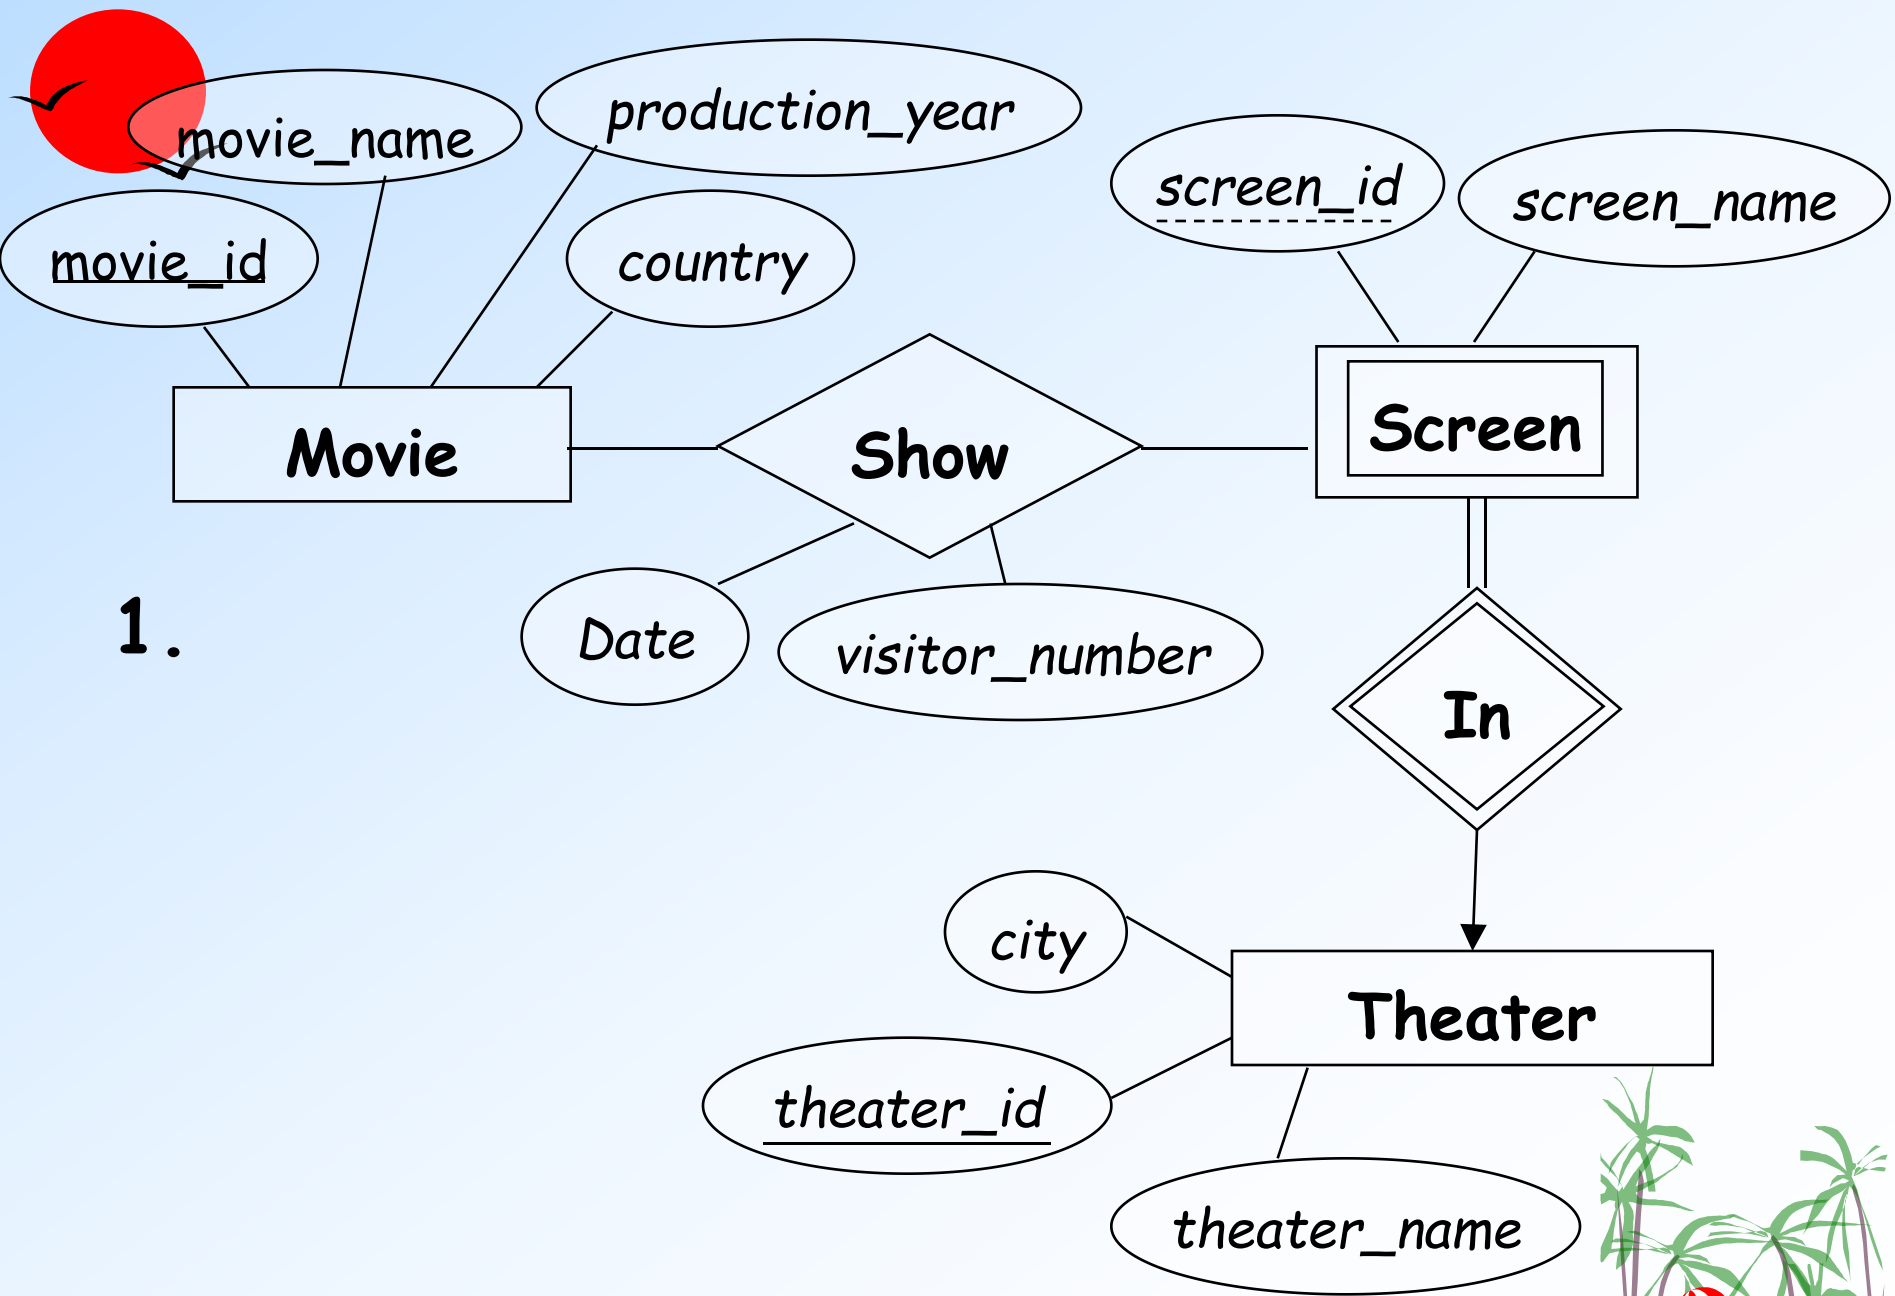 movie_name
production_year
screen_id
screen_name
movie_id
country
Movie
Show
Screen
1.
Date
visitor_number
In
city
Theater
theater_id
theater_name